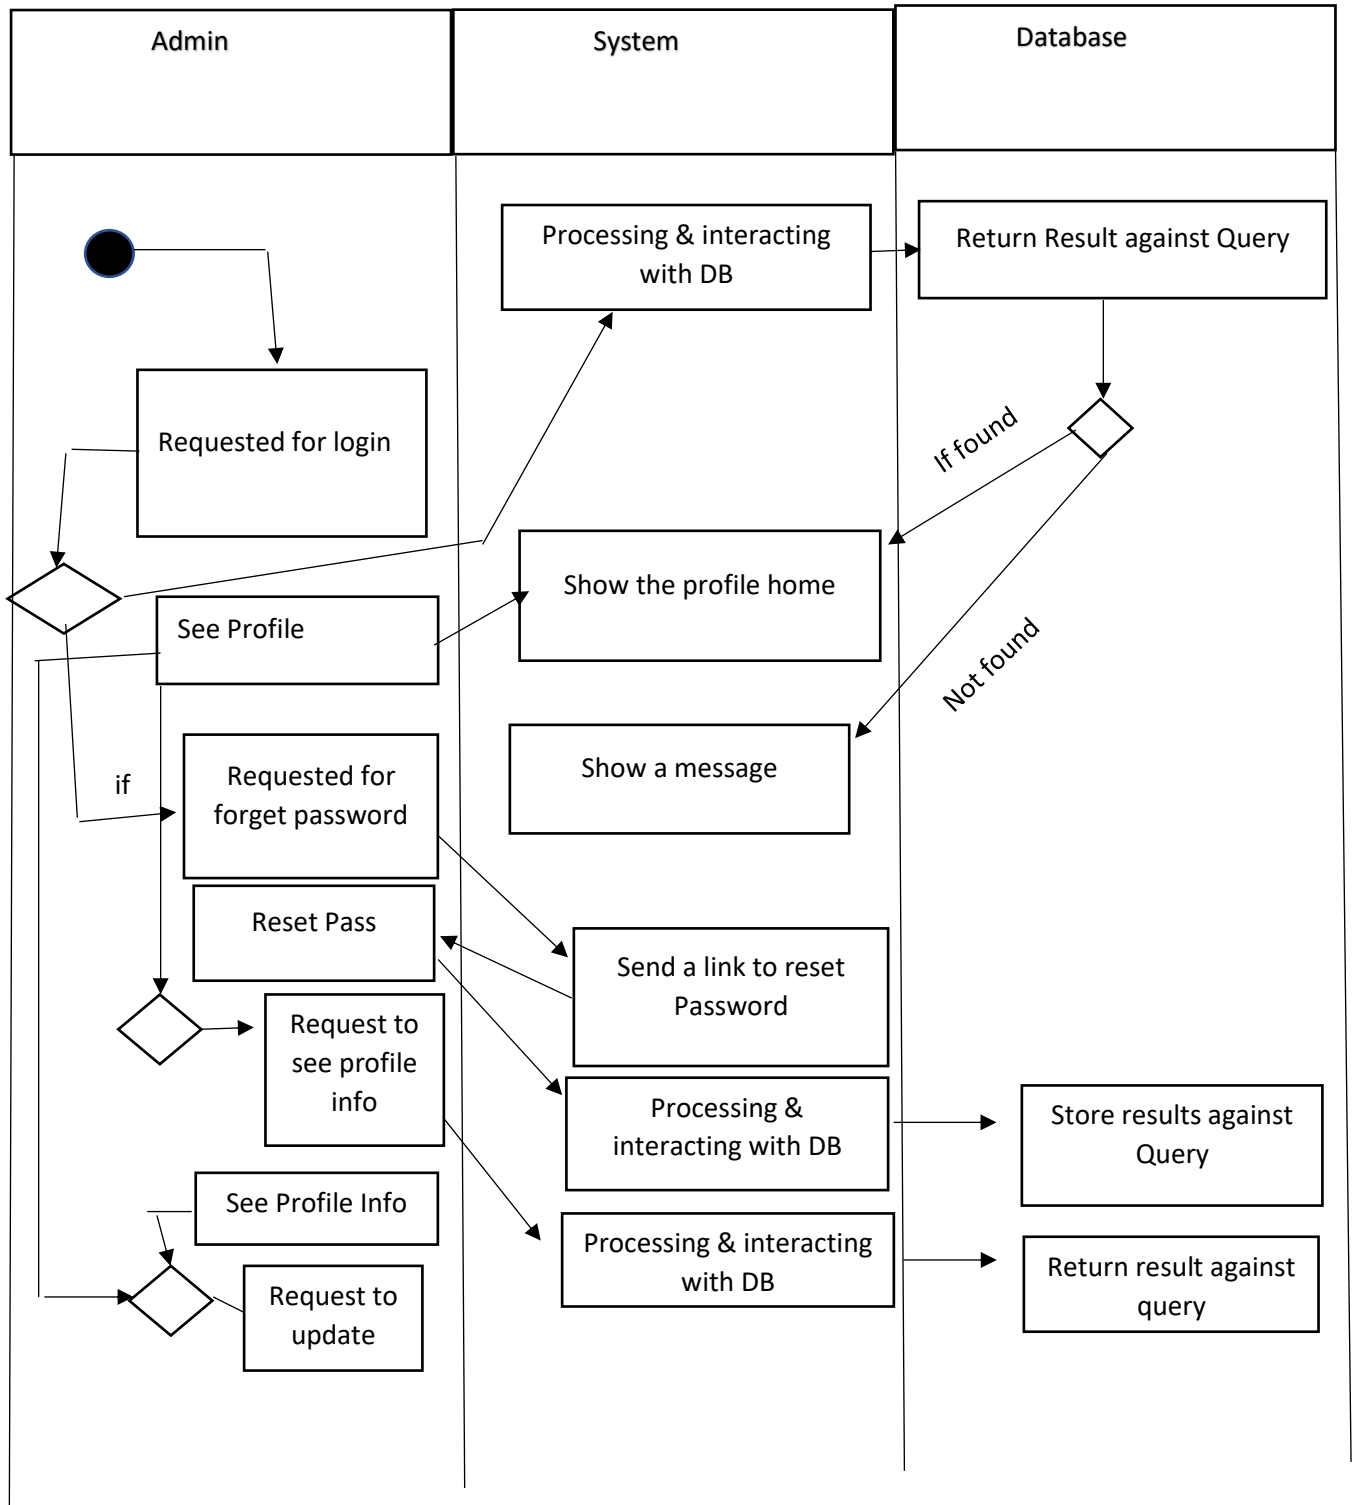 Admin
System
Database
Processing & interacting
with DB
Return Result against Query
Requested for login
If found
Show the profile home
See Profile
Not found
Show a message
if
Requested for
forget password
Reset Pass
Send a link to reset
Password
Request to
see profile
info
Processing &
interacting with DB
Store results against
Query
See Profile Info
Processing & interacting
with DB
Return result against
query
Request to
update